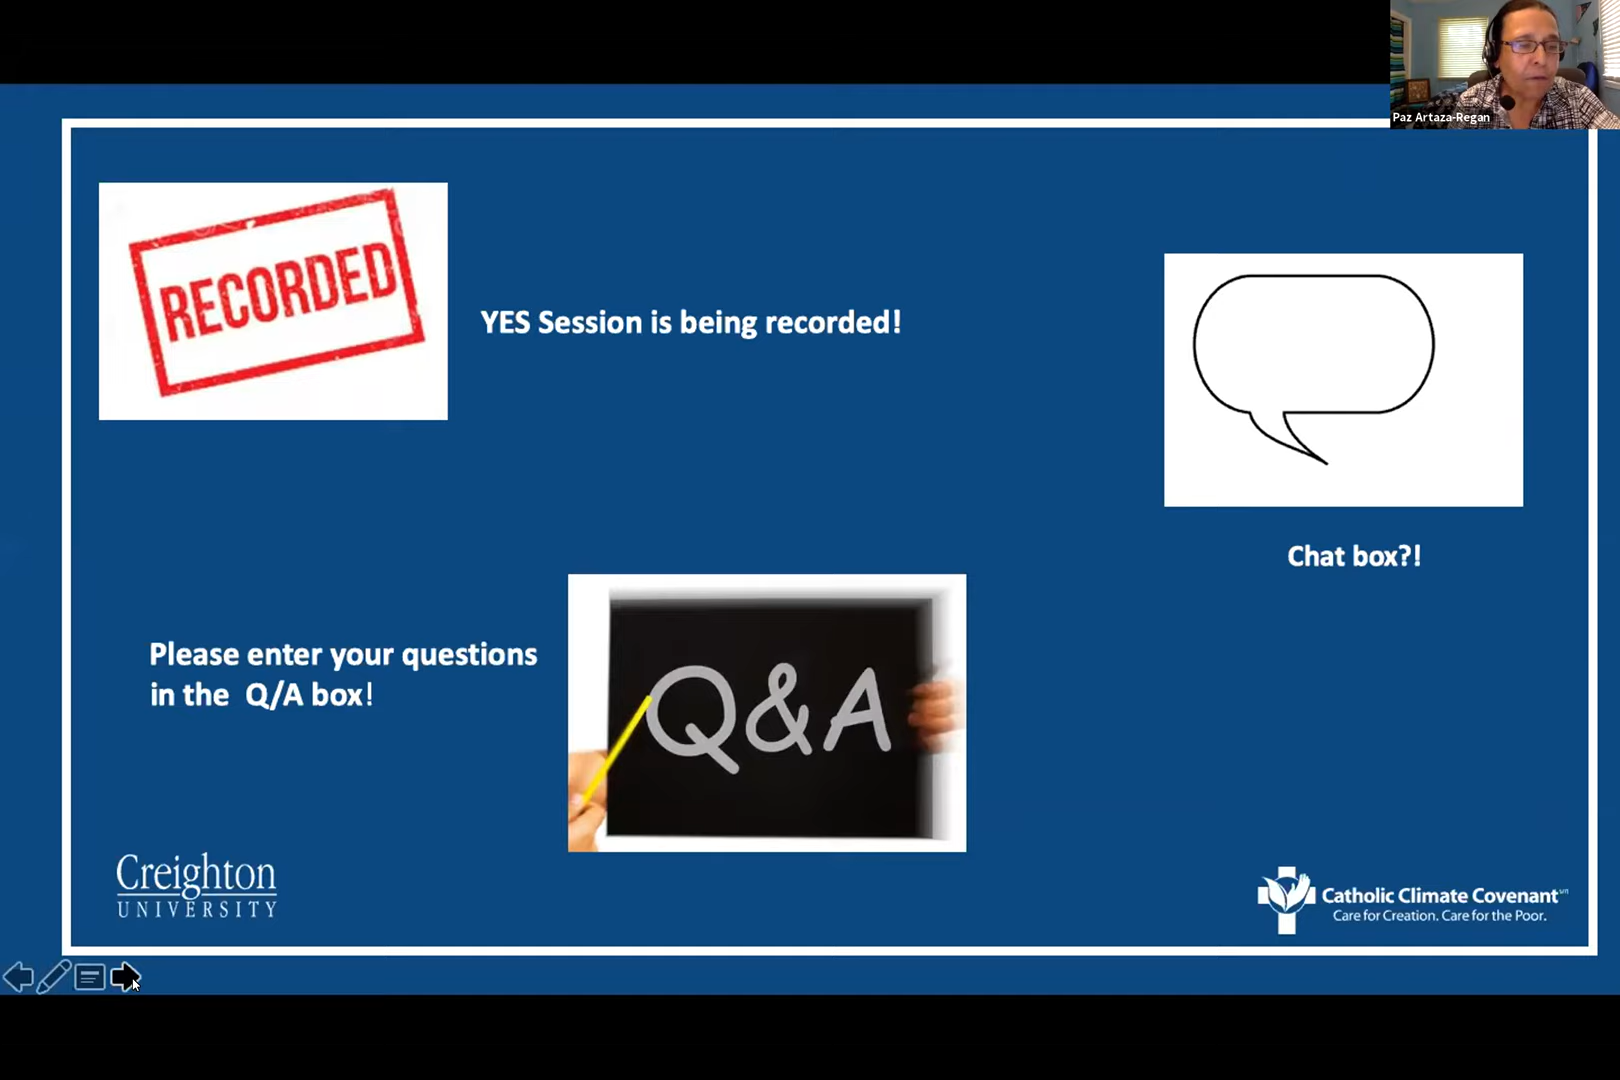 Paz Artaza-Regan
RECORDED
YES Session is being recorded!
Chat box?!
Please enter your questions
in the Q/A box!
Q&A
Creighton
UNIVERSITY
Catholic Climate Covenant
Care for Creation. Care for the Poor.